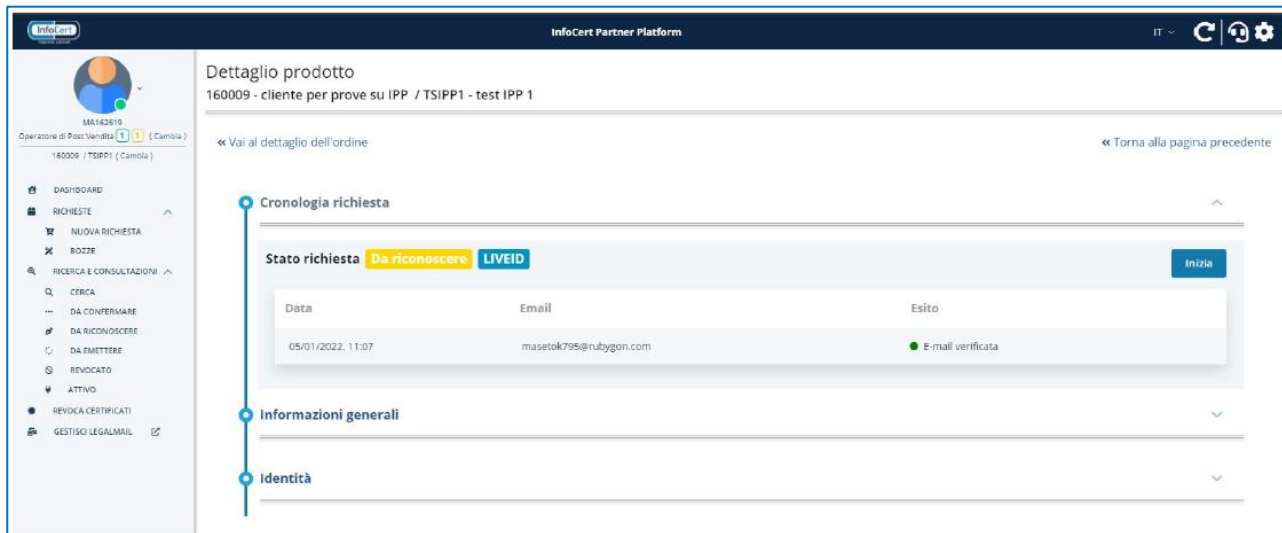 InfoCert
InfoCert Partner Platform
IT
MA162619
Operatore di Post Vendita 1 1 ( Cambia )
160009 / TSIPP1 ( Cambia )
DASHBOARD
RICHIESTE
NUOVA RICHIESTA
BOZZE
RICERCA E CONSULTAZIONI
CERCA
DA CONFERMARE
DA RICONOSCERE
DA EMETTERE
REVOCATO
ATTIVO
REVOCA CERTIFICATI
GESTISCI LEGALMAIL
Dettaglio prodotto
160009 - cliente per prove su IPP / TSIPP1 - test IPP 1
« Vai al dettaglio dell'ordine
« Torna alla pagina precedente
Cronologia richiesta
Stato richiesta Da riconoscere LIVEID
Inizia
Data Email Esito
05/01/2022, 11:07 masetok795@rubygon.com E-mail verificata
Informazioni generali
Identità